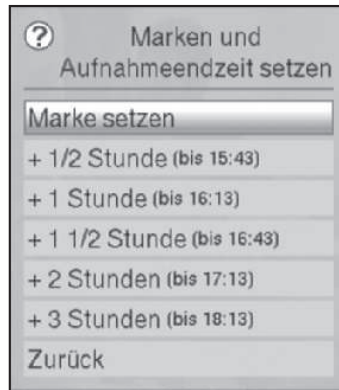 Marken und
Aufnahmeendzeit setzen
Marke setzen
+ 1/2 Stunde (bis 15:43)
+ 1 Stunde (bis 16:13)
+ 1 1/2 Stunde (bis 16:43)
+ 2 Stunden (bis 17:13)
+ 3 Stunden (bis 18:13)
Zurück